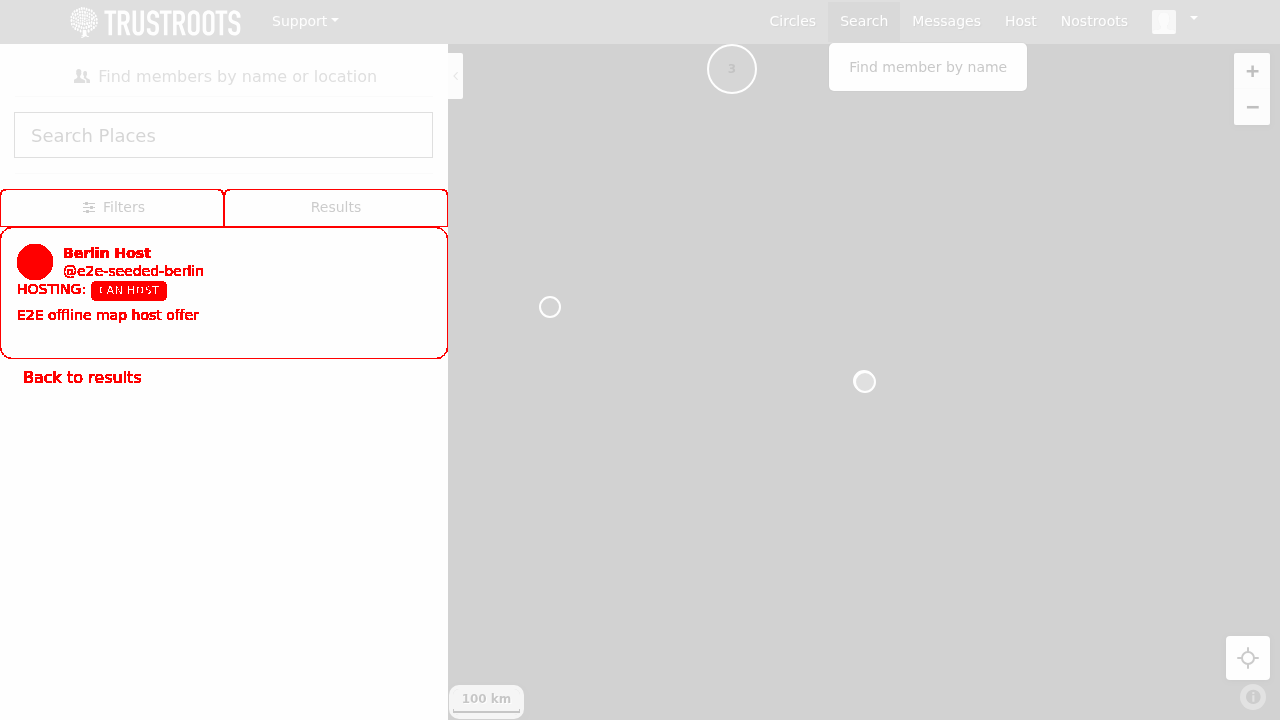 TRUSTROOTS
Support
Circles
Search
Messages
Host
Nostroots
Find members by name or location
3
Find member by name
+
−
Search Places
Filters
Results
Berlin Host
@e2e-seeded-berlin
HOSTING: CAN HOST
E2E offline map host offer
Back to results
100 km